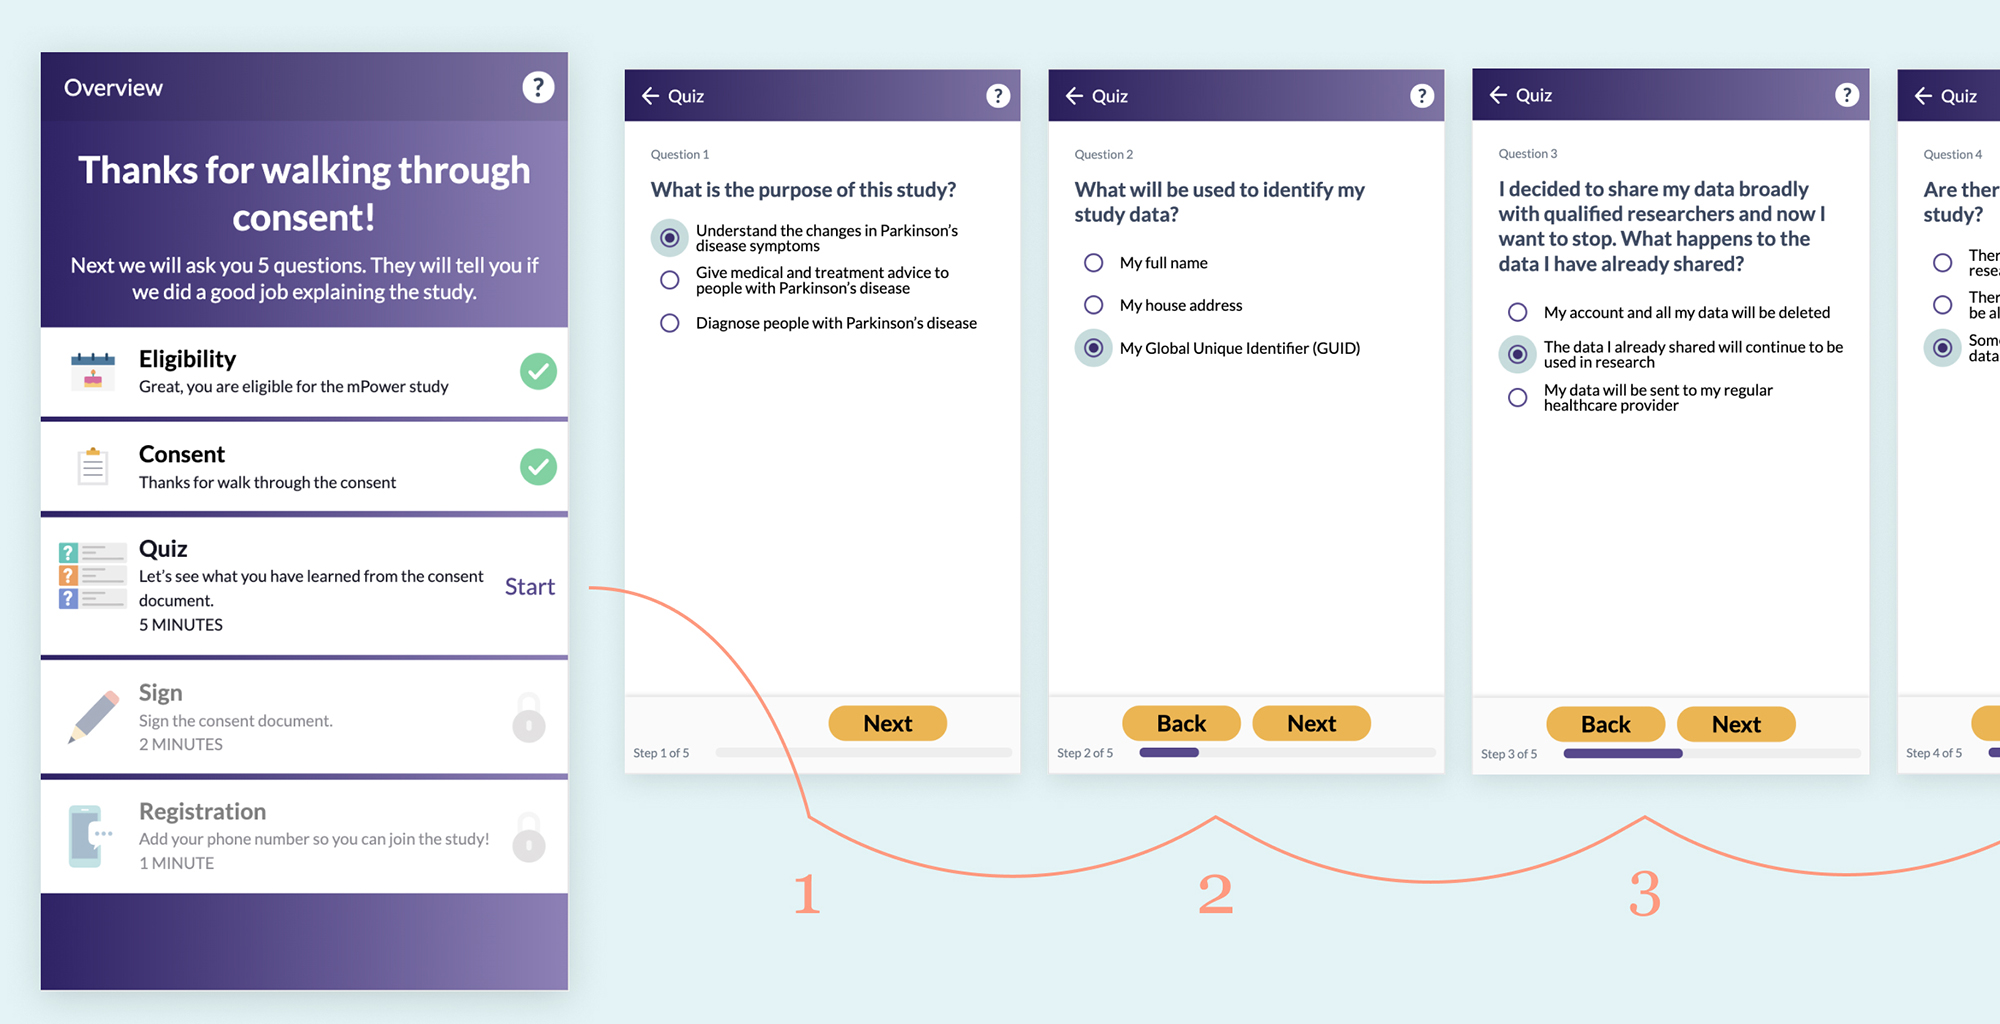 Overview
?
Thanks for walking through
consent!
Next we will ask you 5 questions. They will tell you if
we did a good job explaining the study.
Eligibility
Great, you are eligible for the mPower study
Consent
Thanks for walk through the consent
Quiz
Let's see what you have learned from the consent
document.
5 MINUTES
Start
?
?
?
Sign
Sign the consent document.
2 MINUTES
Registration
Add your phone number so you can join the study!
1 MINUTE
Quiz
?
Question 1
What is the purpose of this study?
Understand the changes in Parkinson's
disease symptoms
Give medical and treatment advice to
people with Parkinson's disease
Diagnose people with Parkinson's disease
Next
Step 1 of 5
1
Quiz
?
Question 2
What will be used to identify my
study data?
My full name
My house address
My Global Unique Identifier (GUID)
Back
Next
Step 2 of 5
2
Quiz
?
Question 3
I decided to share my data broadly
with qualified researchers and now I
want to stop. What happens to the
data I have already shared?
My account and all my data will be deleted
The data I already shared will continue to be
used in research
My data will be sent to my regular
healthcare provider
Back
Next
Step 3 of 5
3
Quiz
Question 4
Are
study?
be
data
Step 4 of 5